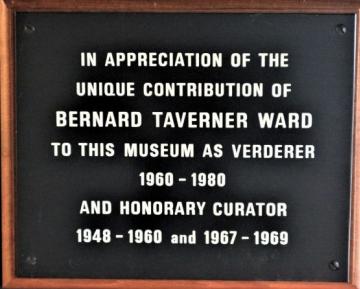 IN APPRECIATION OF THE
UNIQUE CONTRIBUTION OF
BERNARD TAVERNER WARD
TO THIS MUSEUM AS VERDERER
1960 - 1980
AND HONORARY CURATOR
1948 - 1960 and 1967 - 1969